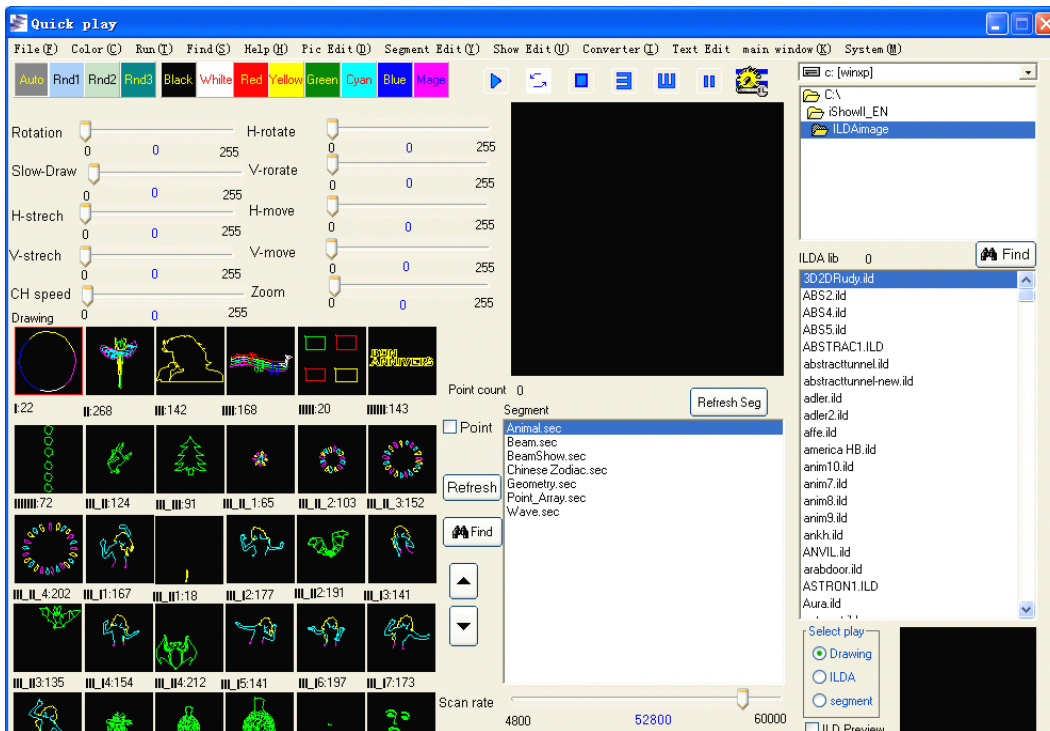 Quick play
File(F) Color(C) Run(T) Find(S) Help(H) Pic Edit(D) Segment Edit(Y) Show Edit(U) Converter(I) Text Edit main window(K) System(M)
Auto Rnd1 Rnd2 Rnd3 Black While Red Yellow Green Cyan Blue Mage
c: [winxp]
C:\
iShowII_EN
ILDAimage
Rotation
0 0 255
H-rotate
0 0 255
Slow-Draw
0 0 255
V-rorate
0 0 255
H-strech
0 0 255
H-move
0 0 255
V-strech
0 0 255
V-move
0 0 255
CH speed
0 0 255
Zoom
0 0 255
Drawing
ILDA lib 0
Find
3D2DRudy.ild
ABS2.ild
ABS4.ild
ABS5.ild
ABSTRAC1.ILD
abstracttunnel.ild
abstracttunnel-new.ild
adler.ild
adler2.ild
affe.ild
america HB.ild
anim10.ild
anim7.ild
anim8.ild
anim9.ild
ankh.ild
ANVIL.ild
arabdoor.ild
ASTRON1.ILD
Aura.ild
I:22 II:268 III:142 IIII:168 IIIII:20 IIIIII:143
IIIIIII:72 III_II:124 III_III:91 III_II_1:65 III_II_2:103 III_II_3:152
III_II_4:202 III_I1:167 III_II1:18 III_I2:177 III_II2:191 III_I3:141
III_II3:135 III_I4:154 III_II4:212 III_I5:141 III_I6:197 III_I7:173
Point count 0
Refresh Seg
Segment
Point
Refresh
Find
Animal.sec
Beam.sec
BeamShow.sec
Chinese Zodiac.sec
Geometry.sec
Point_Array.sec
Wave.sec
Scan rate
4800 52800 60000
Select play
Drawing
ILDA
segment
ILD Preview